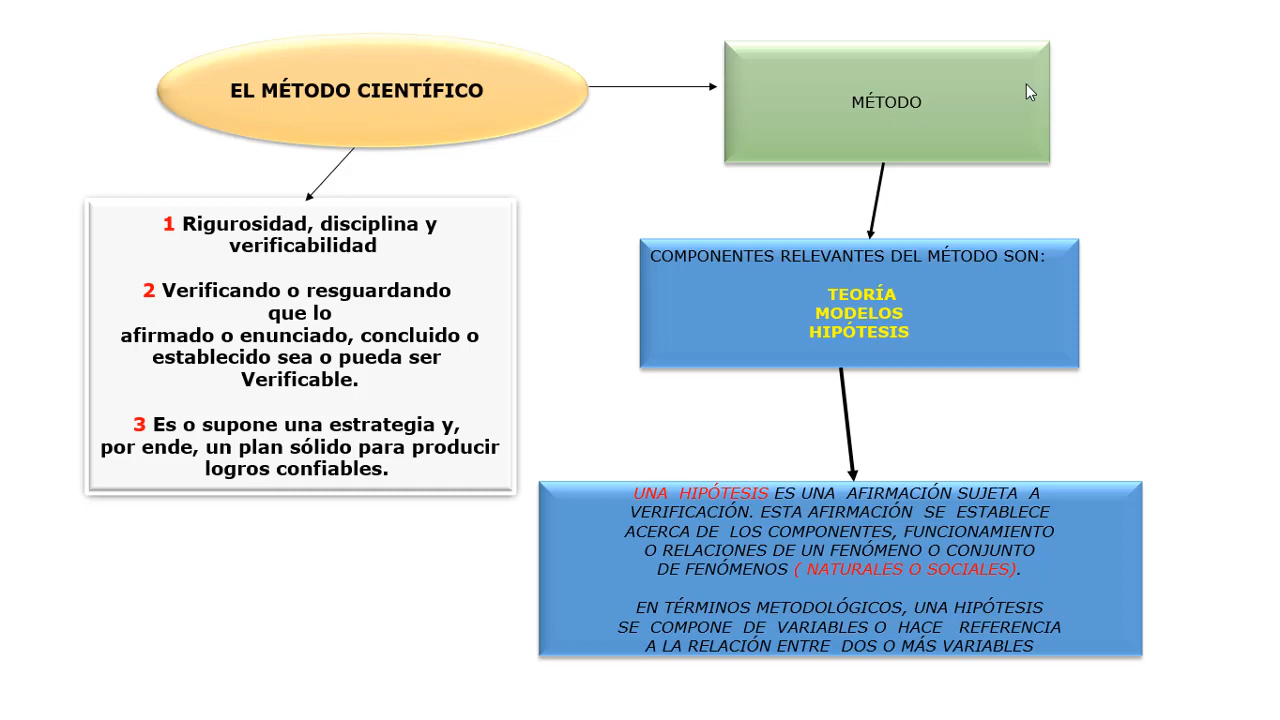 EL MÉTODO CIENTÍFICO
MÉTODO
1 Rigurosidad, disciplina y
verificabilidad
2 Verificando o resguardando
que lo
afirmado o enunciado, concluido o
establecido sea o pueda ser
Verificable.
3 Es o supone una estrategia y,
por ende, un plan sólido para producir
logros confiables.
COMPONENTES RELEVANTES DEL MÉTODO SON:
TEORÍA
MODELOS
HIPÓTESIS
UNA HIPÓTESIS ES UNA AFIRMACIÓN SUJETA A
VERIFICACIÓN. ESTA AFIRMACIÓN SE ESTABLECE
ACERCA DE LOS COMPONENTES, FUNCIONAMIENTO
O RELACIONES DE UN FENÓMENO O CONJUNTO
DE FENÓMENOS ( NATURALES O SOCIALES).
EN TÉRMINOS METODOLÓGICOS, UNA HIPÓTESIS
SE COMPONE DE VARIABLES O HACE REFERENCIA
A LA RELACIÓN ENTRE DOS O MÁS VARIABLES